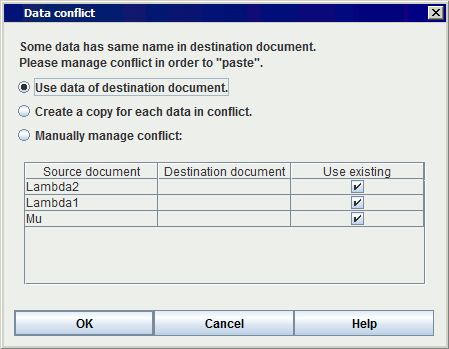 Data conflict
Some data has same name in destination document.
Please manage conflict in order to "paste".
Use data of destination document.
Create a copy for each data in conflict.
Manually manage conflict:
Source document Destination document Use existing
Lambda2
Lambda1
Mu
OK Cancel Help